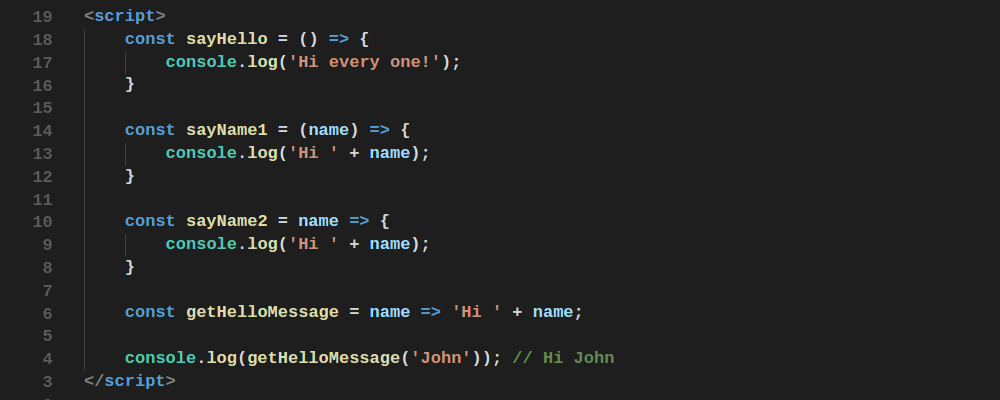 19 <script>
18 const sayHello = () => {
17 console.log('Hi every one!');
16 }
15
14 const sayName1 = (name) => {
13 console.log('Hi ' + name);
12 }
11
10 const sayName2 = name => {
9 console.log('Hi ' + name);
8 }
7
6 const getHelloMessage = name => 'Hi ' + name;
5
4 console.log(getHelloMessage('John')); // Hi John
3 </script>